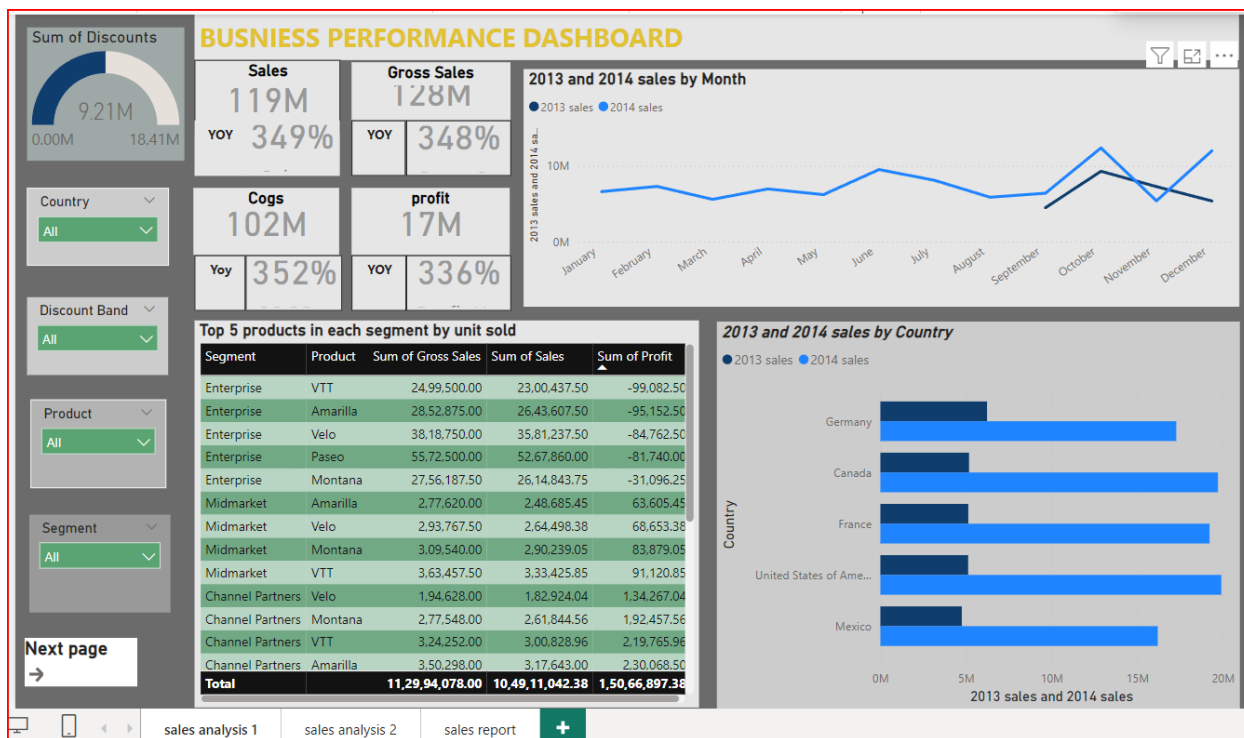 Sum of Discounts
9.21M
0.00M 18.41M
BUSNIESS PERFORMANCE DASHBOARD
Sales
119M
YOY 349%
Gross Sales
128M
YOY 348%
Cogs
102M
Yoy 352%
profit
17M
YOY 336%
2013 and 2014 sales by Month
2013 sales 2014 sales
2013 sales and 2014 sa...
10M
0M
January February March April May June July August September October November December
Country
All
Discount Band
All
Product
All
Segment
All
Next page
Top 5 products in each segment by unit sold
Segment Product Sum of Gross Sales Sum of Sales Sum of Profit
Enterprise VTT 24,99,500.00 23,00,437.50 -99,082.50
Enterprise Amarilla 28,52,875.00 26,43,607.50 -95,152.50
Enterprise Velo 38,18,750.00 35,81,237.50 -84,762.50
Enterprise Paseo 55,72,500.00 52,67,860.00 -81,740.00
Enterprise Montana 27,56,187.50 26,14,843.75 -31,096.25
Midmarket Amarilla 2,77,620.00 2,48,685.45 63,605.45
Midmarket Velo 2,93,767.50 2,64,498.38 68,653.38
Midmarket Montana 3,09,540.00 2,90,239.05 83,879.05
Midmarket VTT 3,63,457.50 3,33,425.85 91,120.85
Channel Partners Velo 1,94,628.00 1,82,924.04 1,34,267.04
Channel Partners Montana 2,77,548.00 2,61,844.56 1,92,457.56
Channel Partners VTT 3,24,252.00 3,00,828.96 2,19,765.96
Channel Partners Amarilla 3,50,298.00 3,17,643.00 2,30,068.50
Total 11,29,94,078.00 10,49,11,042.38 1,50,66,897.38
2013 and 2014 sales by Country
2013 sales 2014 sales
Country
Germany
Canada
France
United States of Ame...
Mexico
0M 5M 10M 15M 20M
2013 sales and 2014 sales
sales analysis 1 sales analysis 2 sales report